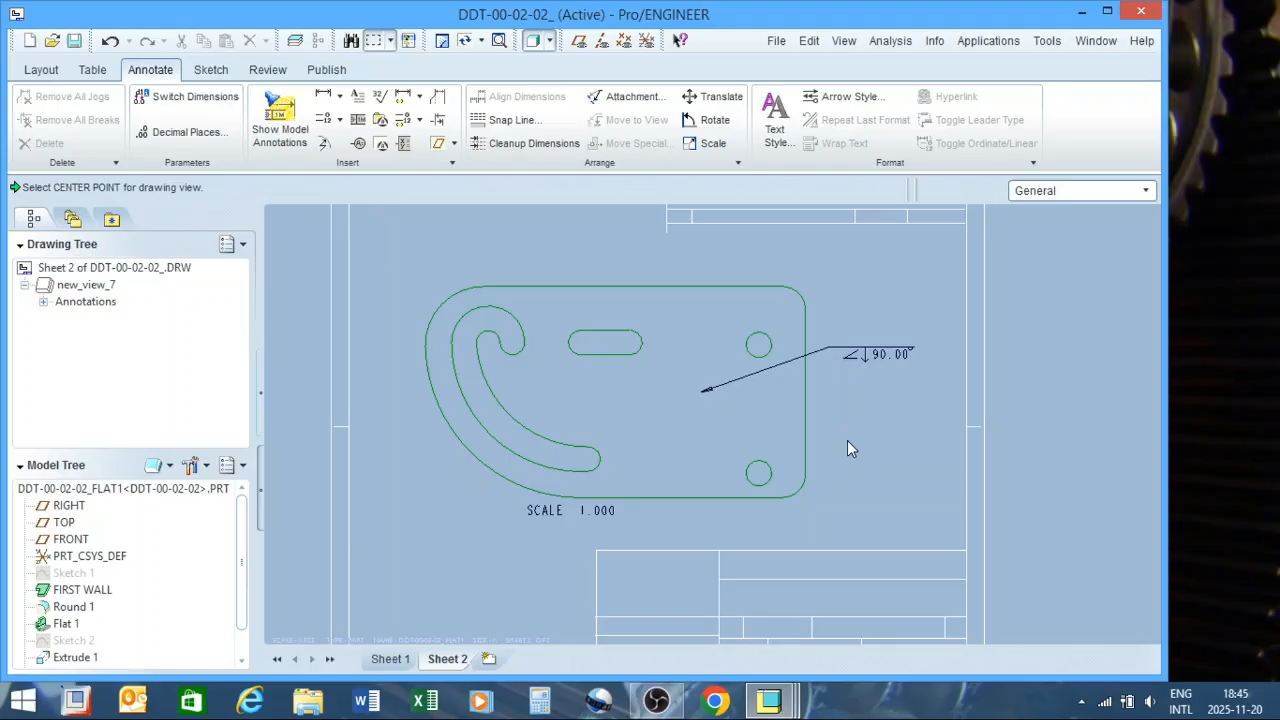 DDT-00-02-02_ (Active) - Pro/ENGINEER
File Edit View Analysis Info Applications Tools Window Help
Layout Table Annotate Sketch Review Publish
Remove All Jogs
Remove All Breaks
Delete
Delete
Switch Dimensions
Decimal Places...
Parameters
Show Model
Annotations
Insert
Align Dimensions
Snap Line...
Cleanup Dimensions
Attachment...
Move to View
Move Special...
Translate
Rotate
Scale
Arrange
Text
Style...
Arrow Style...
Repeat Last Format
Wrap Text
Hyperlink
Toggle Leader Type
Toggle Ordinate/Linear
Format
Select CENTER POINT for drawing view.
General
Drawing Tree
Sheet 2 of DDT-00-02-02_.DRW
new_view_7
Annotations
Model Tree
DDT-00-02-02_FLAT1<DDT-00-02-02>.PRT
RIGHT
TOP
FRONT
PRT_CSYS_DEF
Sketch 1
FIRST WALL
Round 1
Flat 1
Sketch 2
Extrude 1
∠↓90.00°
SCALE 1.000
Sheet 1 Sheet 2
ENG
INTL
18:45
2025-11-20